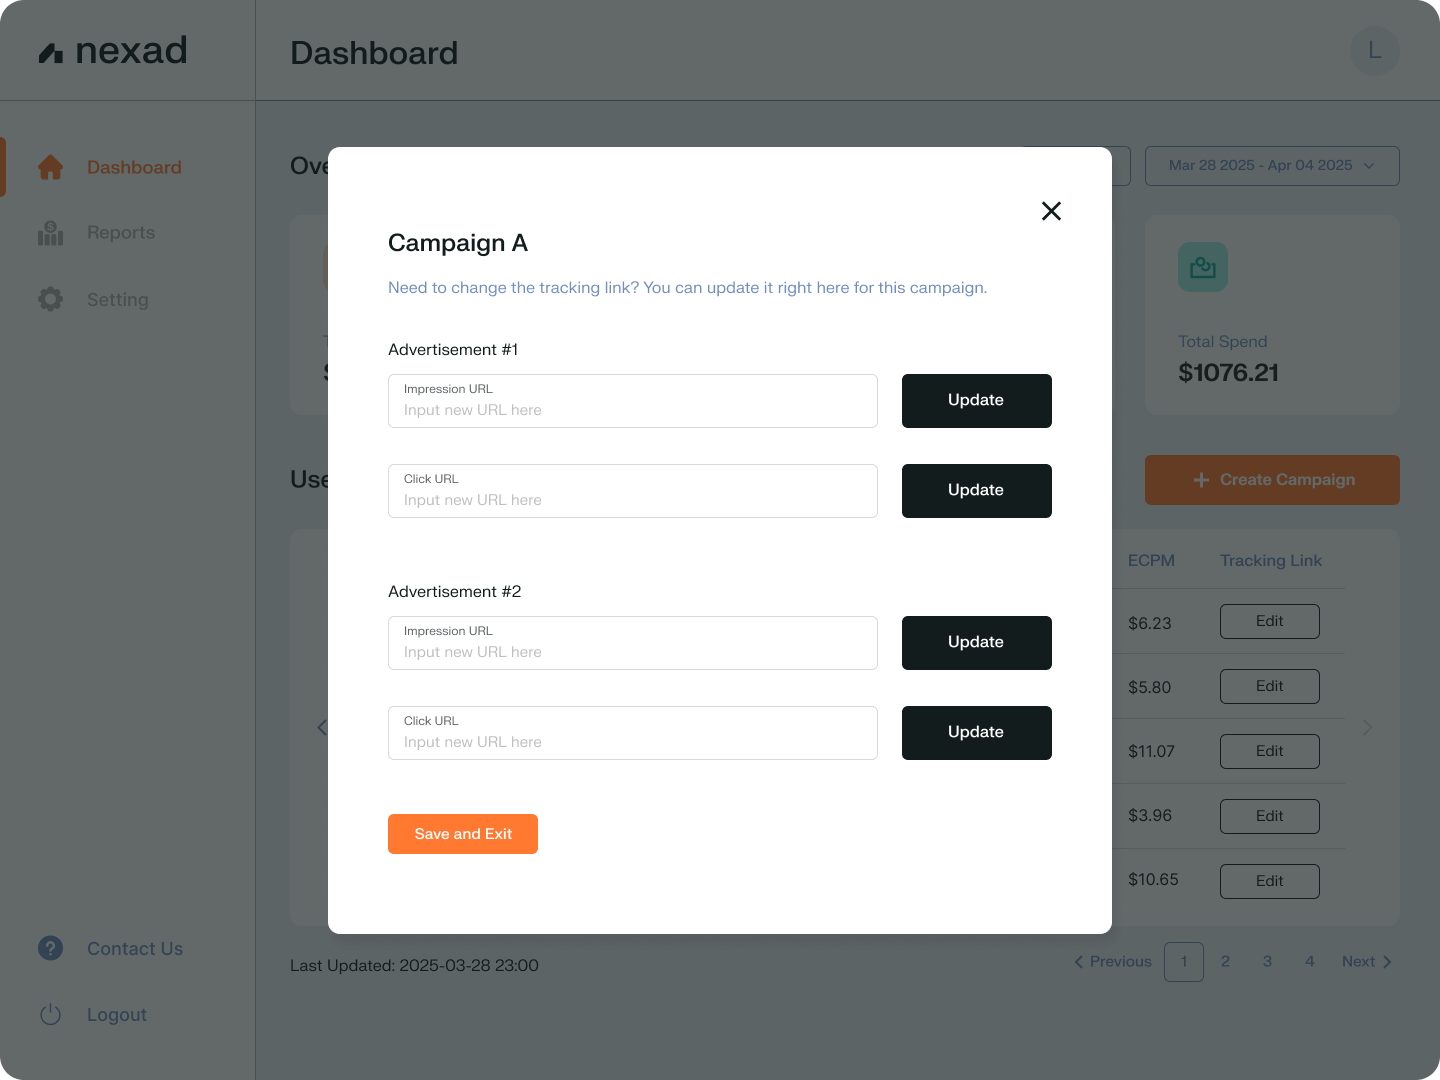 nexad
Dashboard
L
Dashboard
Reports
Setting
Contact Us
Logout
Ove
Mar 28 2025 - Apr 04 2025
Total Spend
$1076.21
Use
+ Create Campaign
ECPM Tracking Link
$6.23 Edit
$5.80 Edit
$11.07 Edit
$3.96 Edit
$10.65 Edit
Last Updated: 2025-03-28 23:00
Previous 1 2 3 4 Next
Campaign A
Need to change the tracking link? You can update it right here for this campaign.
Advertisement #1
Impression URL
Input new URL here
Update
Click URL
Input new URL here
Update
Advertisement #2
Impression URL
Input new URL here
Update
Click URL
Input new URL here
Update
Save and Exit